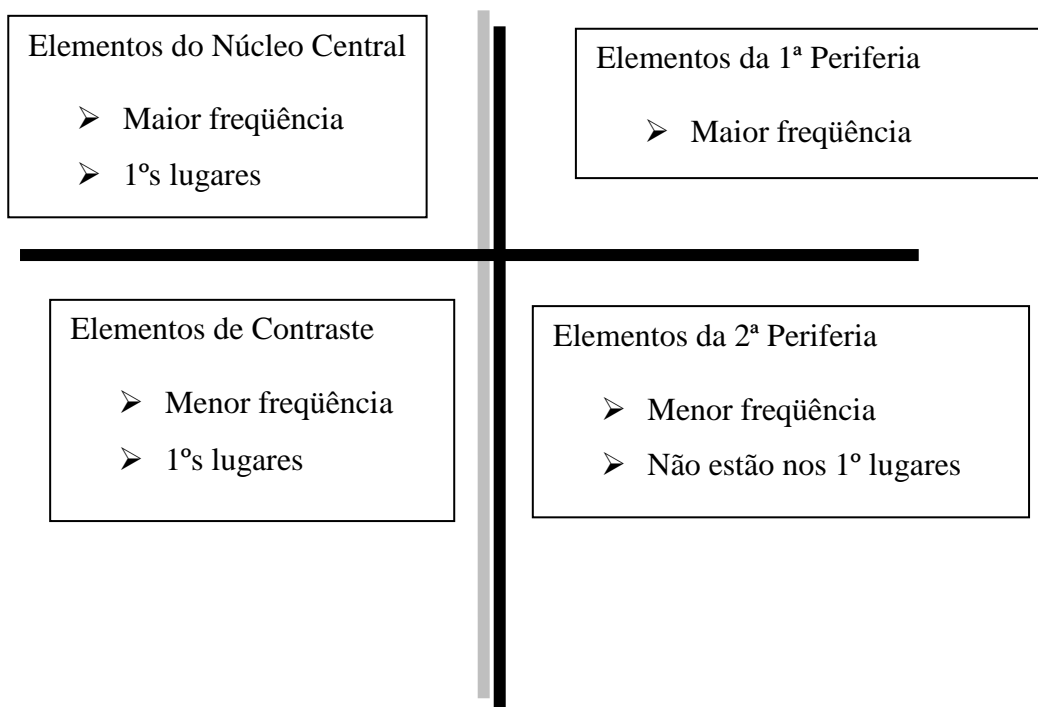 Elementos do Núcleo Central
➢ Maior freqüência
➢ 1ºs lugares
Elementos da 1ª Periferia
➢ Maior freqüência
Elementos de Contraste
➢ Menor freqüência
➢ 1ºs lugares
Elementos da 2ª Periferia
➢ Menor freqüência
➢ Não estão nos 1º lugares